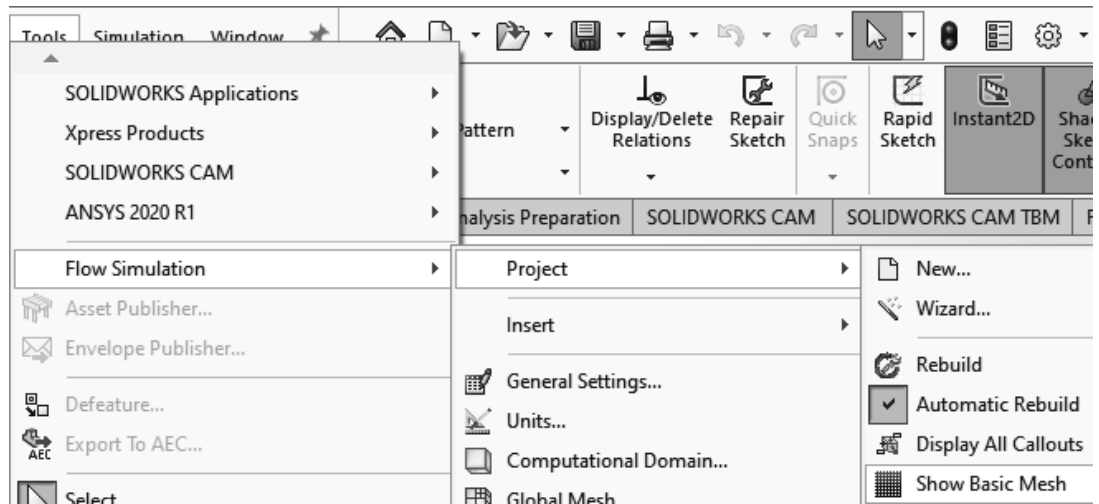 Tools Simulation Window
SOLIDWORKS Applications
Xpress Products
SOLIDWORKS CAM
ANSYS 2020 R1
Flow Simulation
Asset Publisher...
Envelope Publisher...
Defeature...
Export To AEC...
AEC
Select
Pattern
Display/Delete
Relations
Repair
Sketch
Quick
Snaps
Rapid
Sketch
Instant2D
nalysis Preparation
SOLIDWORKS CAM
SOLIDWORKS CAM TBM
Project
Insert
General Settings...
Units...
Computational Domain...
Global Mesh
New...
Wizard...
Rebuild
Automatic Rebuild
Display All Callouts
Show Basic Mesh